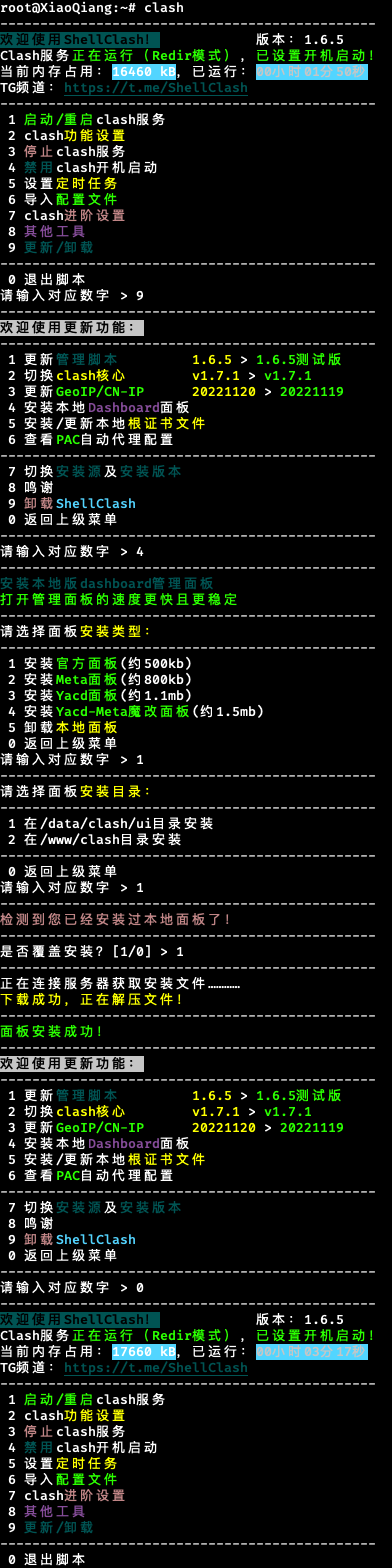 root@XiaoQiang:~# clash
-----------------------------------------------
欢迎使用ShellClash! 版本: 1.6.5
Clash服务正在运行（Redir模式）, 已设置开机启动!
当前内存占用: 16460 kB, 已运行: 00小时01分50秒
TG频道: https://t.me/ShellClash
-----------------------------------------------
1 启动/重启clash服务
2 clash功能设置
3 停止clash服务
4 禁用clash开机启动
5 设置定时任务
6 导入配置文件
7 clash进阶设置
8 其他工具
9 更新/卸载
-----------------------------------------------
0 退出脚本
请输入对应数字 > 9
-----------------------------------------------
欢迎使用更新功能:
-----------------------------------------------
1 更新管理脚本 1.6.5 > 1.6.5测试版
2 切换clash核心 v1.7.1 > v1.7.1
3 更新GeoIP/CN-IP 20221120 > 20221119
4 安装本地Dashboard面板
5 安装/更新本地根证书文件
6 查看PAC自动代理配置
-----------------------------------------------
7 切换安装源及安装版本
8 鸣谢
9 卸载ShellClash
0 返回上级菜单
-----------------------------------------------
请输入对应数字 > 4
-----------------------------------------------
安装本地版dashboard管理面板
打开管理面板的速度更快且更稳定
-----------------------------------------------
请选择面板安装类型:
-----------------------------------------------
1 安装官方面板(约500kb)
2 安装Meta面板(约800kb)
3 安装Yacd面板(约1.1mb)
4 安装Yacd-Meta魔改面板(约1.5mb)
5 卸载本地面板
0 返回上级菜单
请输入对应数字 > 1
-----------------------------------------------
请选择面板安装目录:
-----------------------------------------------
1 在/data/clash/ui目录安装
2 在/www/clash目录安装
-----------------------------------------------
0 返回上级菜单
请输入对应数字 > 1
-----------------------------------------------
检测到您已经安装过本地面板了!
-----------------------------------------------
是否覆盖安装? [1/0] > 1
-----------------------------------------------
正在连接服务器获取安装文件…………
下载成功, 正在解压文件!
-----------------------------------------------
面板安装成功!
-----------------------------------------------
欢迎使用更新功能:
-----------------------------------------------
1 更新管理脚本 1.6.5 > 1.6.5测试版
2 切换clash核心 v1.7.1 > v1.7.1
3 更新GeoIP/CN-IP 20221120 > 20221119
4 安装本地Dashboard面板
5 安装/更新本地根证书文件
6 查看PAC自动代理配置
-----------------------------------------------
7 切换安装源及安装版本
8 鸣谢
9 卸载ShellClash
0 返回上级菜单
-----------------------------------------------
请输入对应数字 > 0
-----------------------------------------------
欢迎使用ShellClash! 版本: 1.6.5
Clash服务正在运行（Redir模式）, 已设置开机启动!
当前内存占用: 17660 kB, 已运行: 00小时03分17秒
TG频道: https://t.me/ShellClash
-----------------------------------------------
1 启动/重启clash服务
2 clash功能设置
3 停止clash服务
4 禁用clash开机启动
5 设置定时任务
6 导入配置文件
7 clash进阶设置
8 其他工具
9 更新/卸载
-----------------------------------------------
0 退出脚本